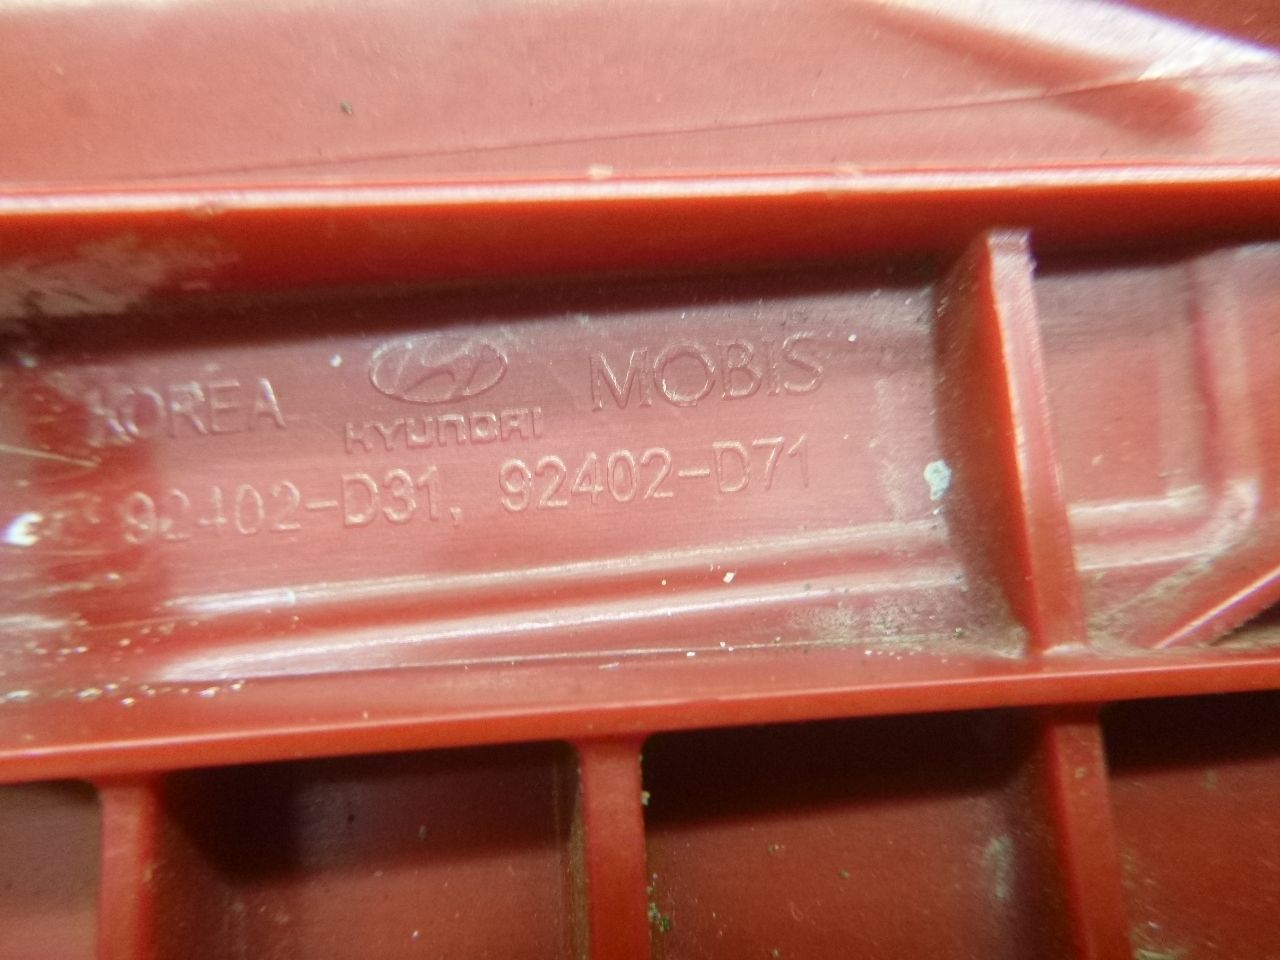 KOREA HYUNDAI MOBIS
92402-D31, 92402-D71